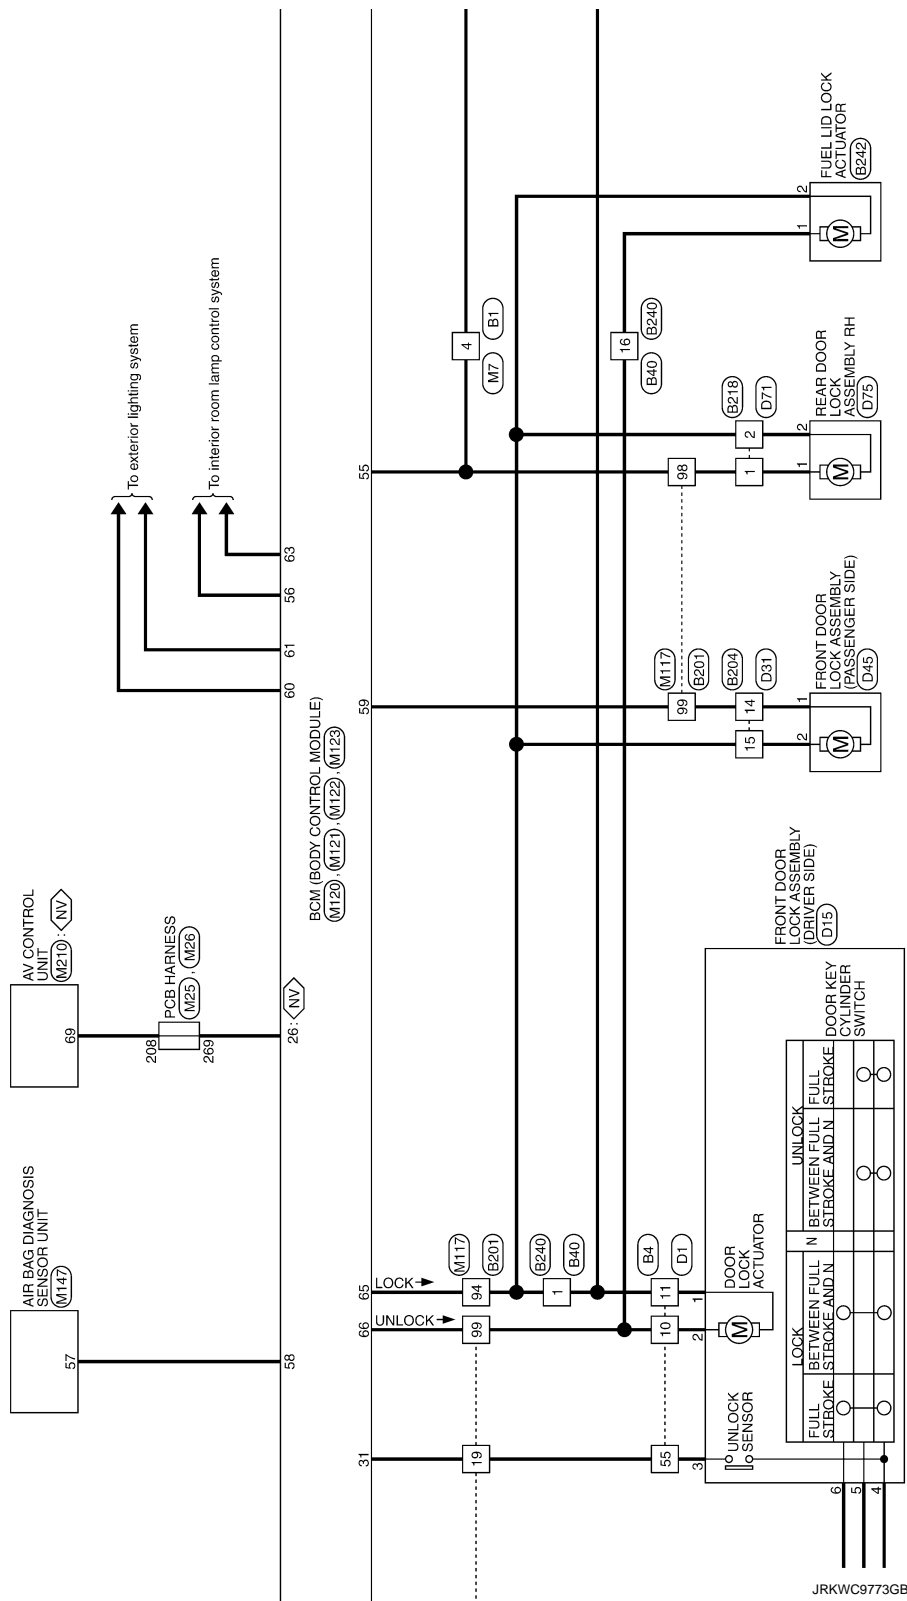 AIR BAG DIAGNOSIS
SENSOR UNIT
M147
57
58
AV CONTROL
UNIT
M210 : NV
69
PCB HARNESS
M25 , M26
208
269
26 : NV
To exterior lighting system
To interior room lamp control system
60
61
56
63
BCM (BODY CONTROL MODULE)
M120 , M121 , M122 , M123
31
66
65
59
55
LOCK
UNLOCK
M117
B201
94
99
19
B240
B40
1
B4
D1
11
10
55
1
2
3
UNLOCK
SENSOR
DOOR
LOCK
ACTUATOR
M
FRONT DOOR
LOCK ASSEMBLY
(DRIVER SIDE)
D15
LOCK
UNLOCK
FULL
STROKE
BETWEEN FULL
STROKE AND N
N
BETWEEN FULL
STROKE AND N
FULL
STROKE
DOOR KEY
CYLINDER
SWITCH
6
5
4
M117
B201
99
98
B204
D31
15
14
2
1
M
FRONT DOOR
LOCK ASSEMBLY
(PASSENGER SIDE)
D45
B218
D71
1
2
1
2
M
REAR DOOR
LOCK
ASSEMBLY RH
D75
4
M7
B1
16
B40
B240
1
2
M
FUEL LID LOCK
ACTUATOR
B242
JRKWC9773GB